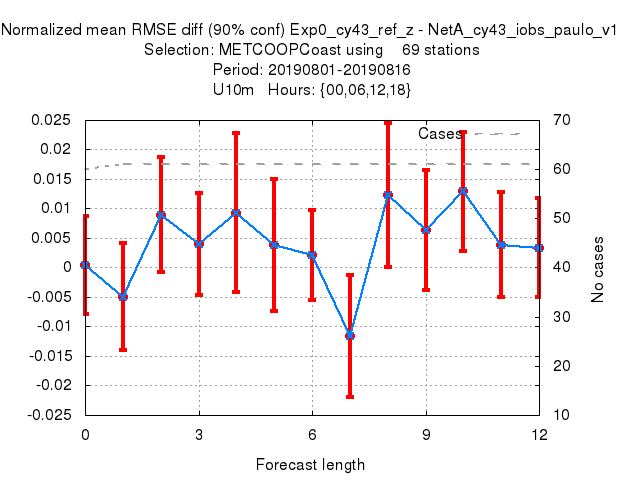 Normalized mean RMSE diff (90% conf) Exp0_cy43_ref_z - NetA_cy43_iobs_paulo_v1
Selection: METCOOPCoast using 69 stations
Period: 20190801-20190816
U10m Hours: {00,06,12,18}
Cases
0.025
0.02
0.015
0.01
0.005
0
-0.005
-0.01
-0.015
-0.02
-0.025
70
60
50
40
30
20
10
No cases
0 3 6 9 12
Forecast length